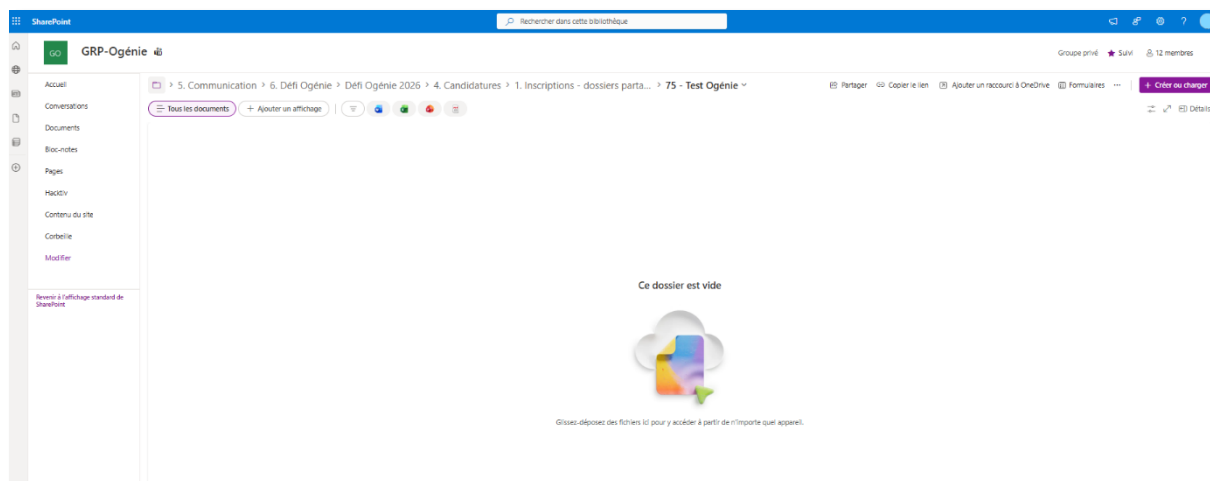 SharePoint
Rechercher dans cette bibliothèque
?
GO
GRP-Ogénie
Groupe privé ★ Suivi 12 membres
Accueil
Conversations
Documents
Bloc-notes
Pages
Hacktiv
Contenu du site
Corbeille
Modifier
Revenir à l'affichage standard de
SharePoint
> 5. Communication > 6. Défi Ogénie > Défi Ogénie 2026 > 4. Candidatures > 1. Inscriptions - dossiers parta... > 75 - Test Ogénie
Partager Copier le lien Ajouter un raccourci à OneDrive Formulaires ... + Créer ou charger
Tous les documents + Ajouter un affichage
Détails
Ce dossier est vide
Glissez-déposez des fichiers ici pour y accéder à partir de n'importe quel appareil.